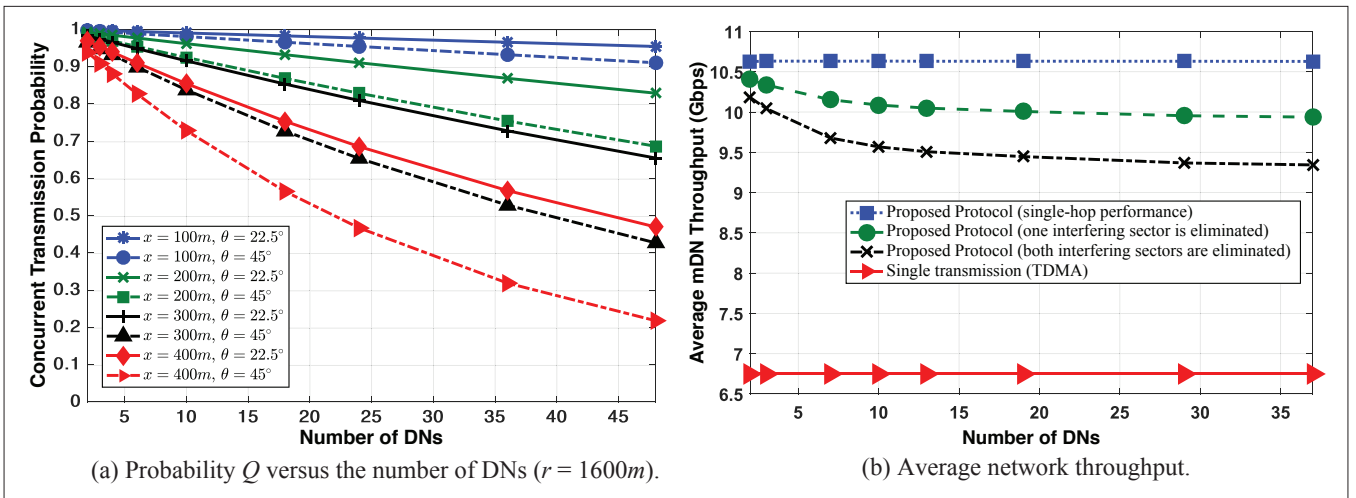 Concurrent Transmission Probability
1
0.9
0.8
0.7
0.6
0.5
0.4
0.3
0.2
0.1
0
x = 100m, θ = 22.5°
x = 100m, θ = 45°
x = 200m, θ = 22.5°
x = 200m, θ = 45°
x = 300m, θ = 22.5°
x = 300m, θ = 45°
x = 400m, θ = 22.5°
x = 400m, θ = 45°
5 10 15 20 25 30 35 40 45
Number of DNs
(a) Probability Q versus the number of DNs (r = 1600m).
Average mDN Throughput (Gbps)
11
10.5
10
9.5
9
8.5
8
7.5
7
6.5
Proposed Protocol (single-hop performance)
Proposed Protocol (one interfering sector is eliminated)
Proposed Protocol (both interfering sectors are eliminated)
Single transmission (TDMA)
5 10 15 20 25 30 35
Number of DNs
(b) Average network throughput.